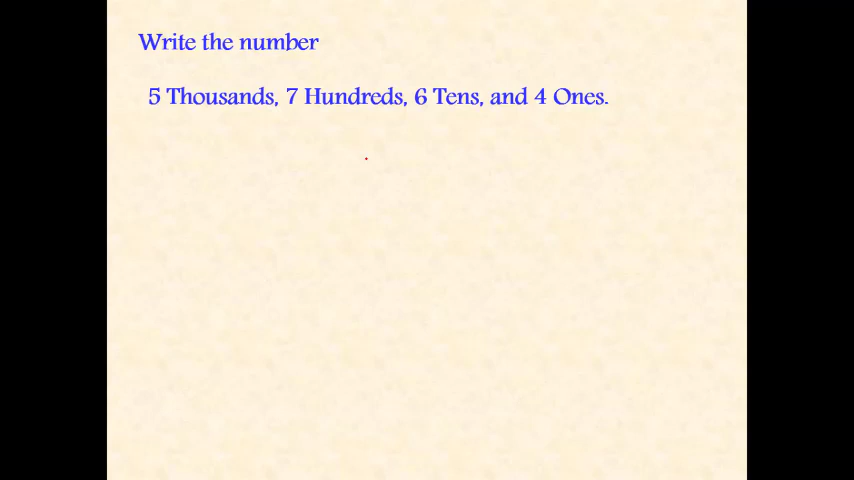 Write the number
5 Thousands, 7 Hundreds, 6 Tens, and 4 Ones.